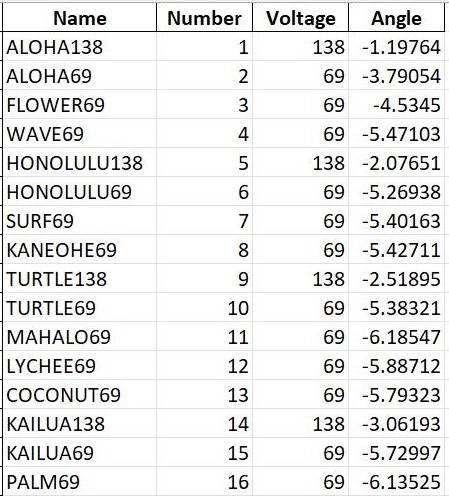 Name Number Voltage Angle
ALOHA138 1 138 -1.19764
ALOHA69 2 69 -3.79054
FLOWER69 3 69 -4.5345
WAVE69 4 69 -5.47103
HONOLULU138 5 138 -2.07651
HONOLULU69 6 69 -5.26938
SURF69 7 69 -5.40163
KANEOHE69 8 69 -5.42711
TURTLE138 9 138 -2.51895
TURTLE69 10 69 -5.38321
MAHALO69 11 69 -6.18547
LYCHEE69 12 69 -5.88712
COCONUT69 13 69 -5.79323
KAILUA138 14 138 -3.06193
KAILUA69 15 69 -5.72997
PALM69 16 69 -6.13525